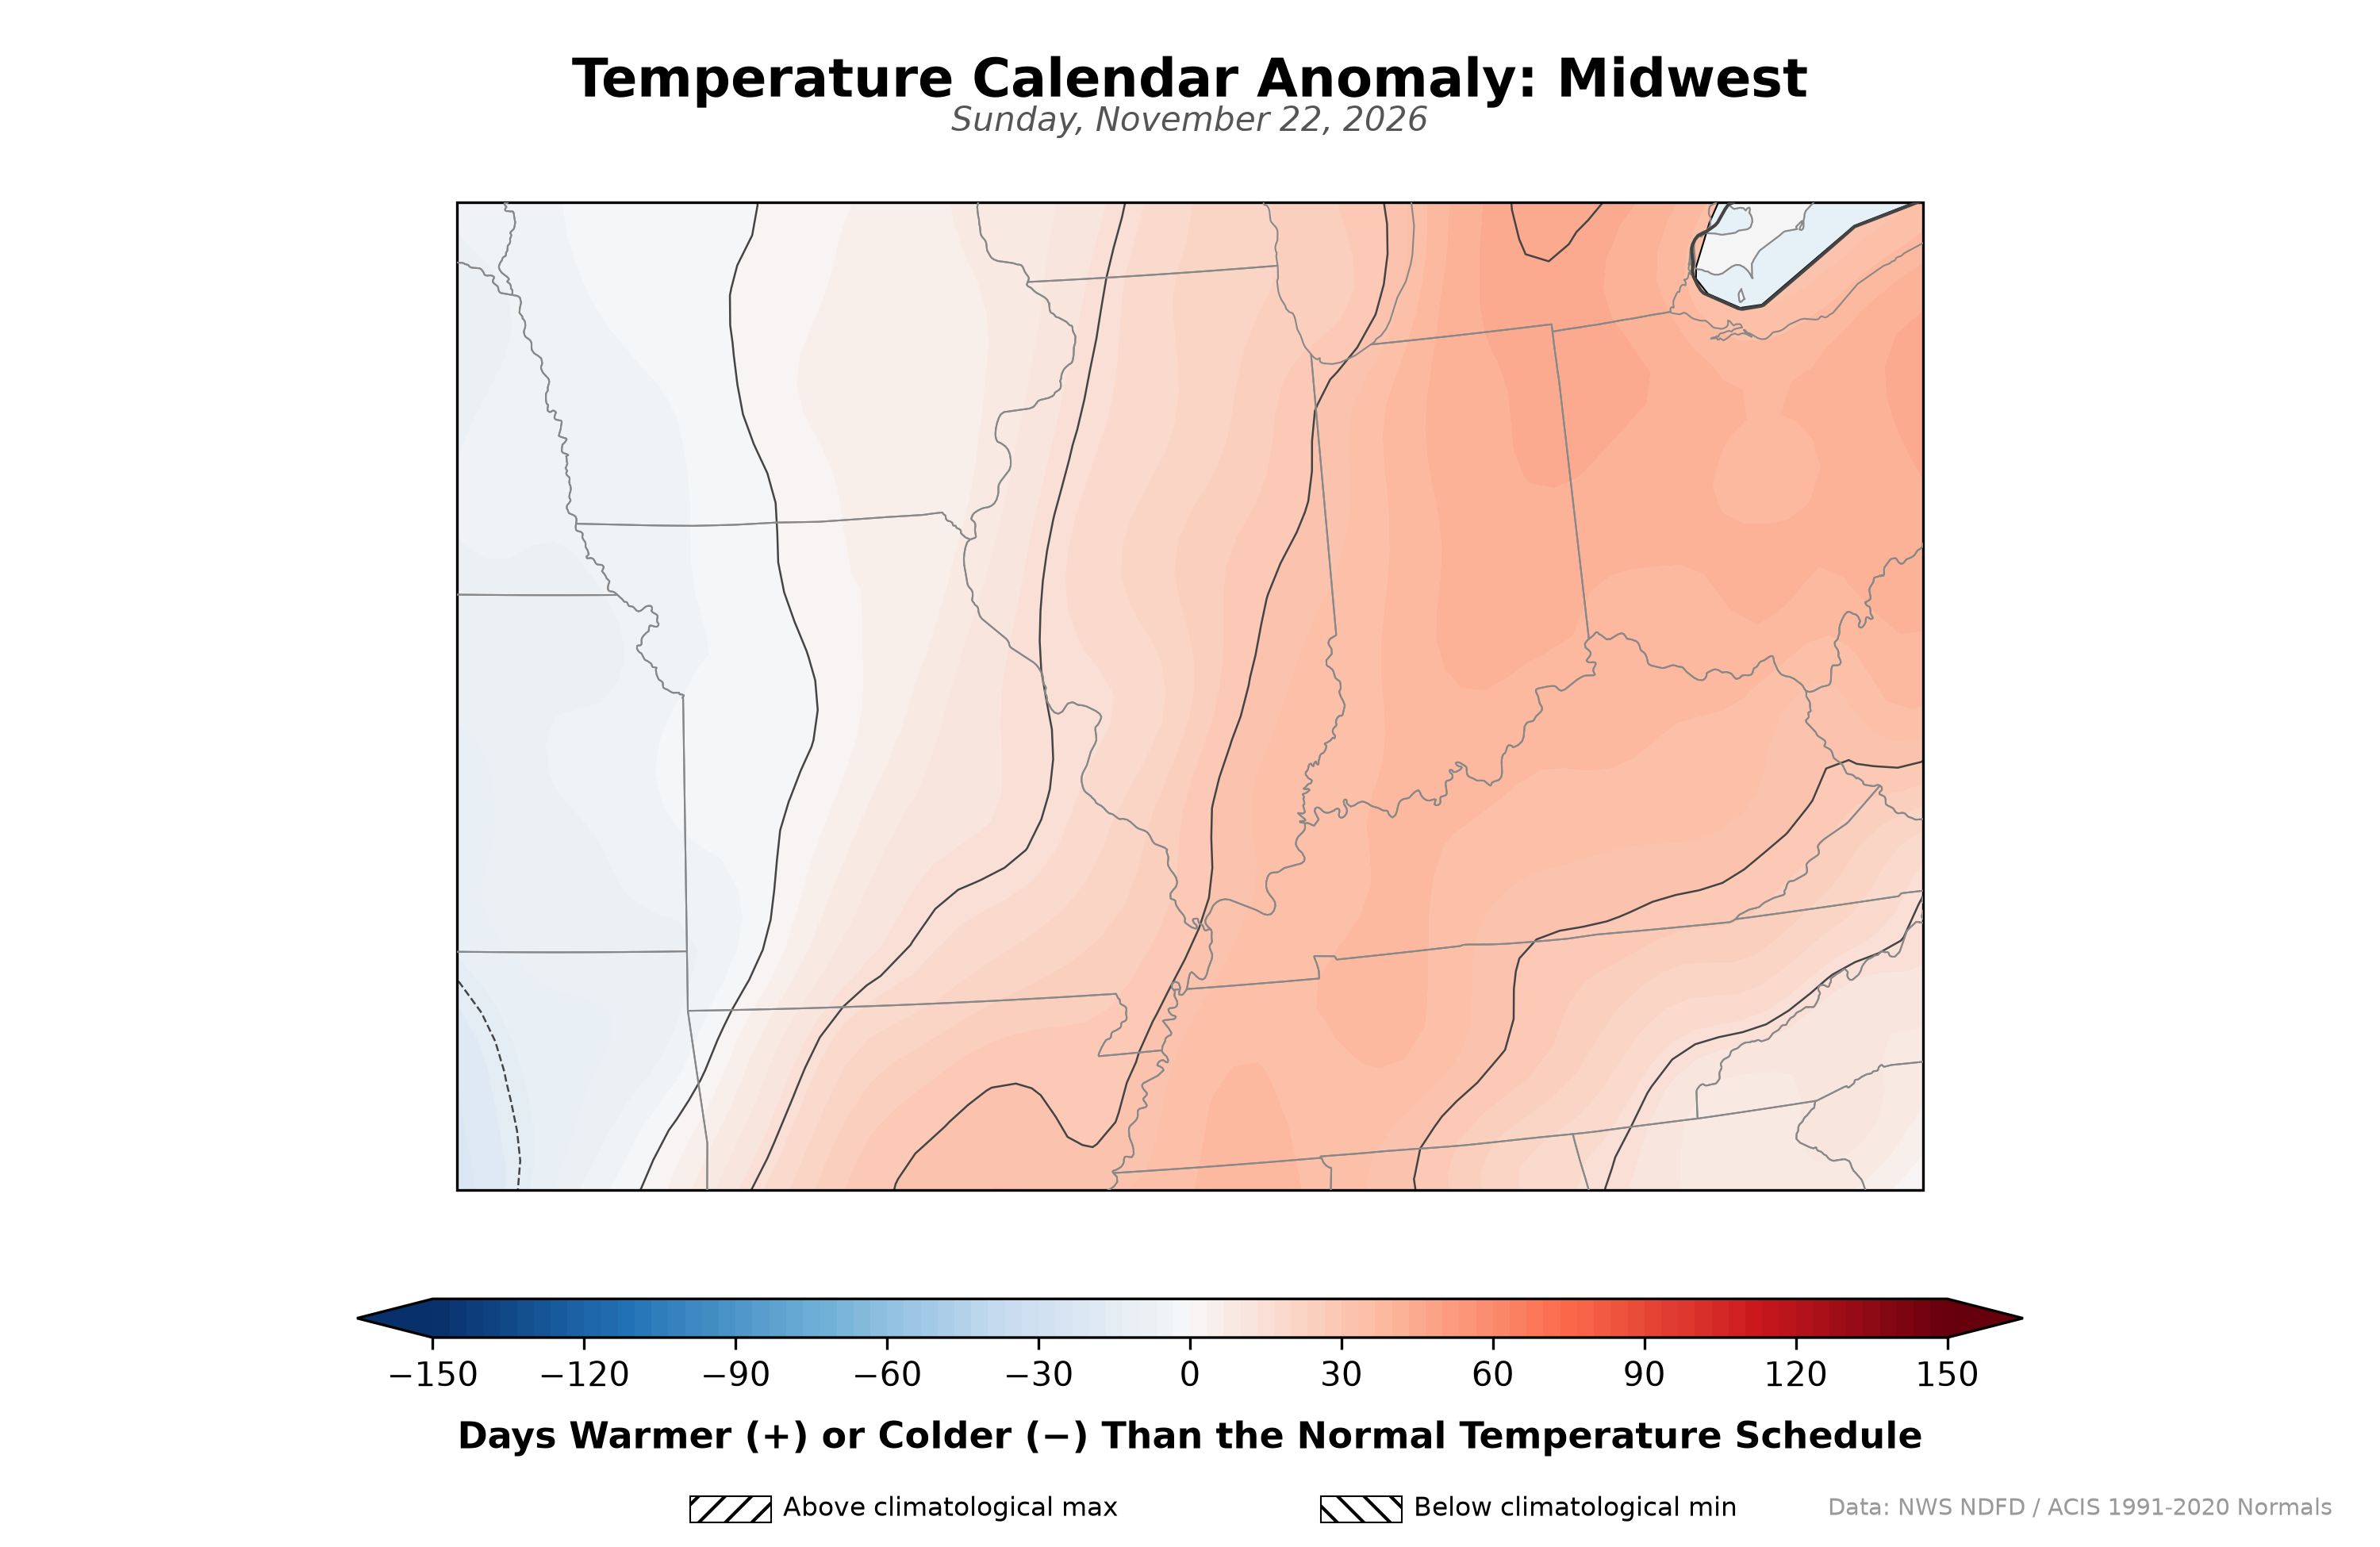 Temperature Calendar Anomaly: Midwest
Sunday, November 22, 2026
−150 −120 −90 −60 −30 0 30 60 90 120 150
Days Warmer (+) or Colder (−) Than the Normal Temperature Schedule
Above climatological max
Below climatological min
Data: NWS NDFD / ACIS 1991-2020 Normals